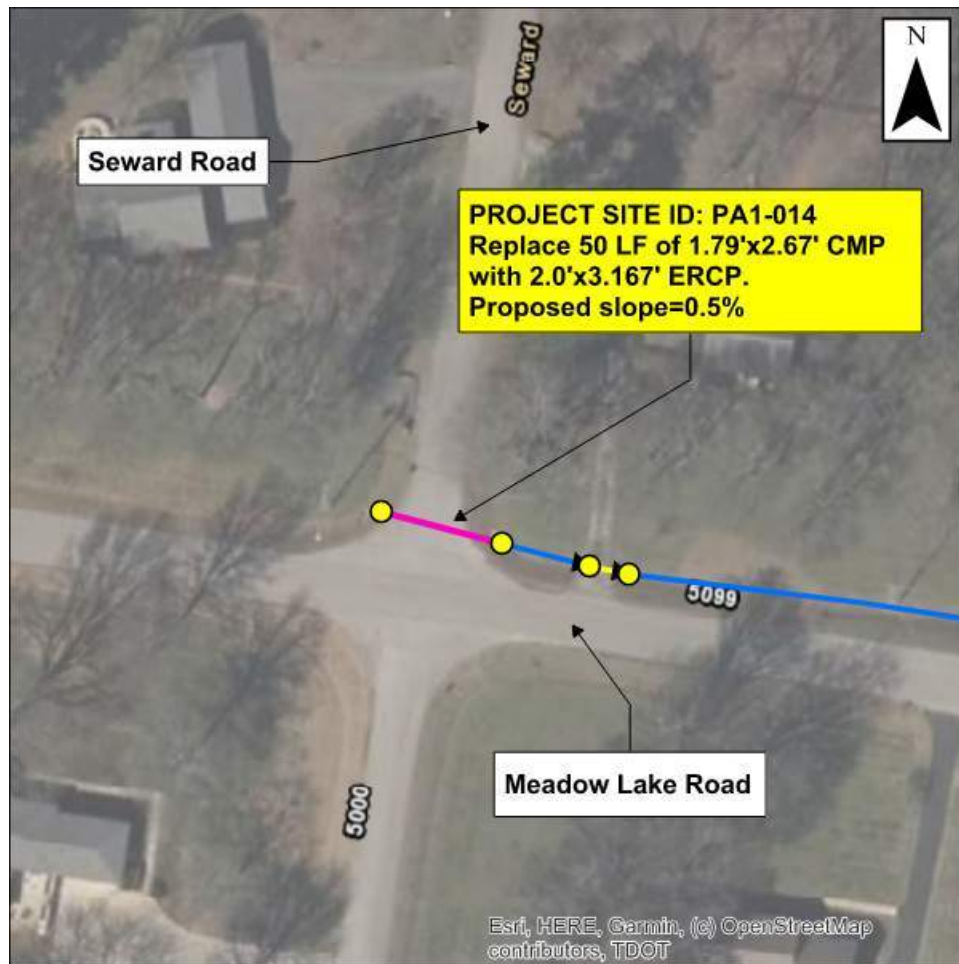 Seward
N
Seward Road
PROJECT SITE ID: PA1-014
Replace 50 LF of 1.79'x2.67' CMP
with 2.0'x3.167' ERCP.
Proposed slope=0.5%
5099
Meadow Lake Road
5000
Esri, HERE, Garmin, (c) OpenStreetMap
contributors, TDOT